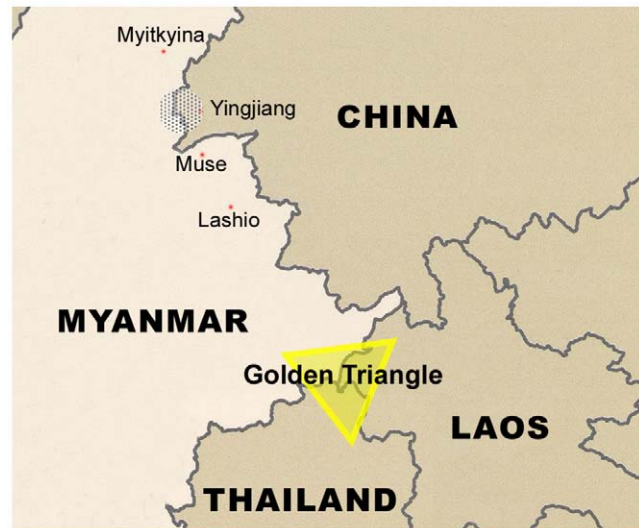 Myitkyina
Yingjiang
CHINA
Muse
Lashio
MYANMAR
Golden Triangle
LAOS
THAILAND